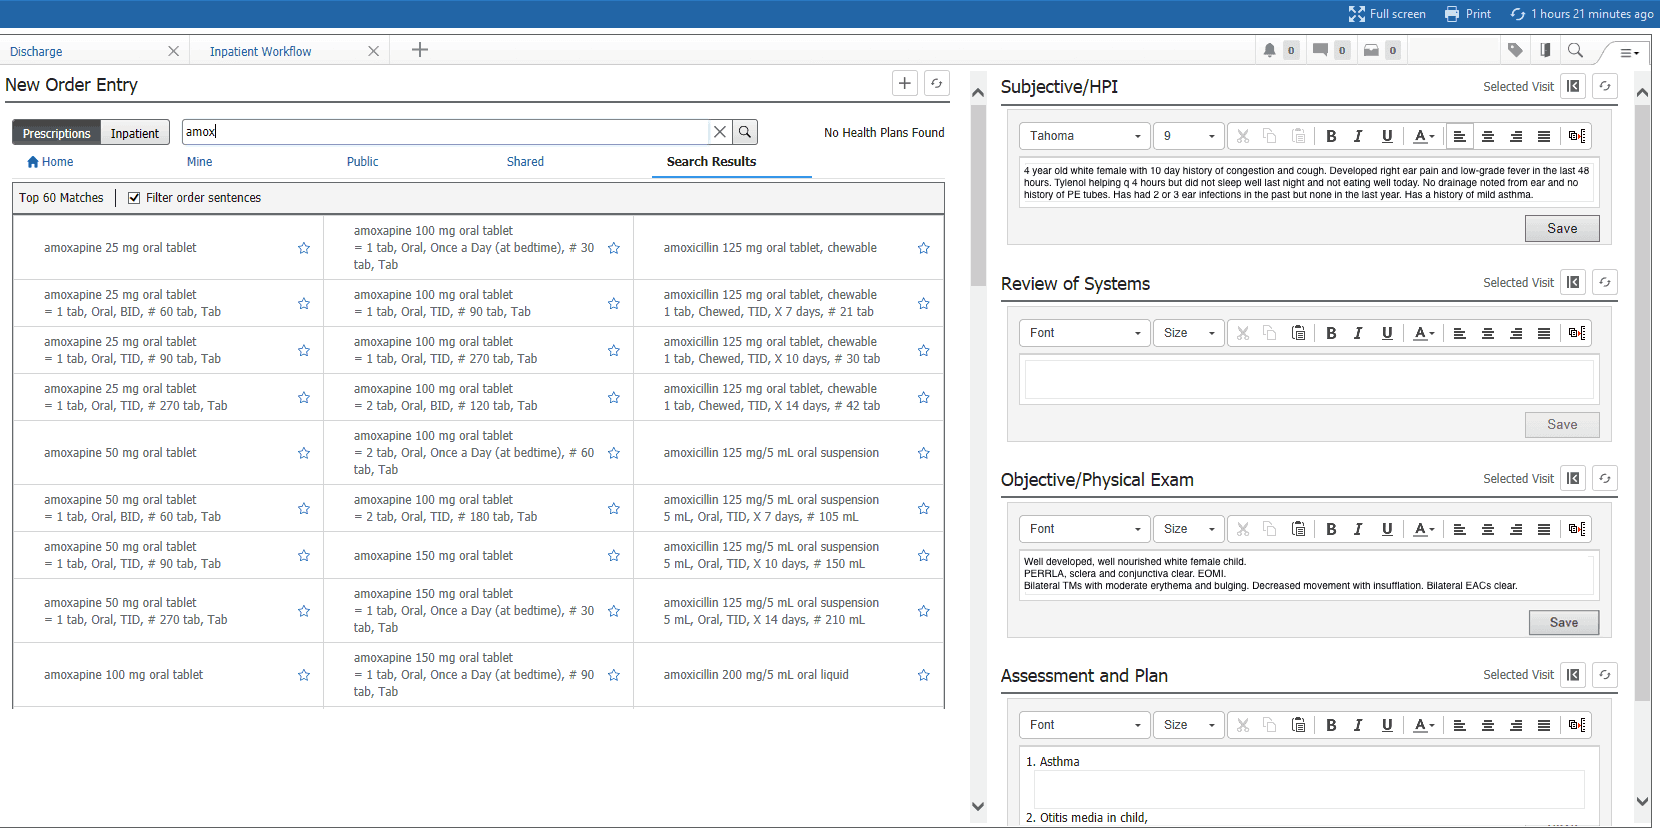 Full screen Print 1 hours 21 minutes ago
Discharge Inpatient Workflow 0 0 0
New Order Entry
Prescriptions Inpatient amox No Health Plans Found
Home Mine Public Shared Search Results
Top 60 Matches Filter order sentences
amoxapine 25 mg oral tablet
amoxapine 100 mg oral tablet
= 1 tab, Oral, Once a Day (at bedtime), # 30
tab, Tab
amoxicillin 125 mg oral tablet, chewable
amoxapine 25 mg oral tablet
= 1 tab, Oral, BID, # 60 tab, Tab
amoxapine 100 mg oral tablet
= 1 tab, Oral, TID, # 90 tab, Tab
amoxicillin 125 mg oral tablet, chewable
1 tab, Chewed, TID, X 7 days, # 21 tab
amoxapine 25 mg oral tablet
= 1 tab, Oral, TID, # 90 tab, Tab
amoxapine 100 mg oral tablet
= 1 tab, Oral, TID, # 270 tab, Tab
amoxicillin 125 mg oral tablet, chewable
1 tab, Chewed, TID, X 10 days, # 30 tab
amoxapine 25 mg oral tablet
= 1 tab, Oral, TID, # 270 tab, Tab
amoxapine 100 mg oral tablet
= 2 tab, Oral, BID, # 120 tab, Tab
amoxicillin 125 mg oral tablet, chewable
1 tab, Chewed, TID, X 14 days, # 42 tab
amoxapine 50 mg oral tablet
amoxapine 100 mg oral tablet
= 2 tab, Oral, Once a Day (at bedtime), # 60
tab, Tab
amoxicillin 125 mg/5 mL oral suspension
amoxapine 50 mg oral tablet
= 1 tab, Oral, BID, # 60 tab, Tab
amoxapine 100 mg oral tablet
= 2 tab, Oral, TID, # 180 tab, Tab
amoxicillin 125 mg/5 mL oral suspension
5 mL, Oral, TID, X 7 days, # 105 mL
amoxapine 50 mg oral tablet
= 1 tab, Oral, TID, # 90 tab, Tab
amoxapine 150 mg oral tablet
amoxicillin 125 mg/5 mL oral suspension
5 mL, Oral, TID, X 10 days, # 150 mL
amoxapine 50 mg oral tablet
= 1 tab, Oral, TID, # 270 tab, Tab
amoxapine 150 mg oral tablet
= 1 tab, Oral, Once a Day (at bedtime), # 30
tab, Tab
amoxicillin 125 mg/5 mL oral suspension
5 mL, Oral, TID, X 14 days, # 210 mL
amoxapine 100 mg oral tablet
amoxapine 150 mg oral tablet
= 1 tab, Oral, Once a Day (at bedtime), # 90
tab, Tab
amoxicillin 200 mg/5 mL oral liquid
Subjective/HPI Selected Visit
Tahoma 9 B I U A
4 year old white female with 10 day history of congestion and cough. Developed right ear pain and low-grade fever in the last 48
hours. Tylenol helping q 4 hours but did not sleep well last night and not eating well today. No drainage noted from ear and no
history of PE tubes. Has had 2 or 3 ear infections in the past but none in the last year. Has a history of mild asthma.
Save
Review of Systems Selected Visit
Font Size B I U A
Save
Objective/Physical Exam Selected Visit
Font Size B I U A
Well developed, well nourished white female child.
PERRLA, sclera and conjunctiva clear. EOMI.
Bilateral TMs with moderate erythema and bulging. Decreased movement with insufflation. Bilateral EACs clear.
Save
Assessment and Plan Selected Visit
Font Size B I U A
1. Asthma
2. Otitis media in child,